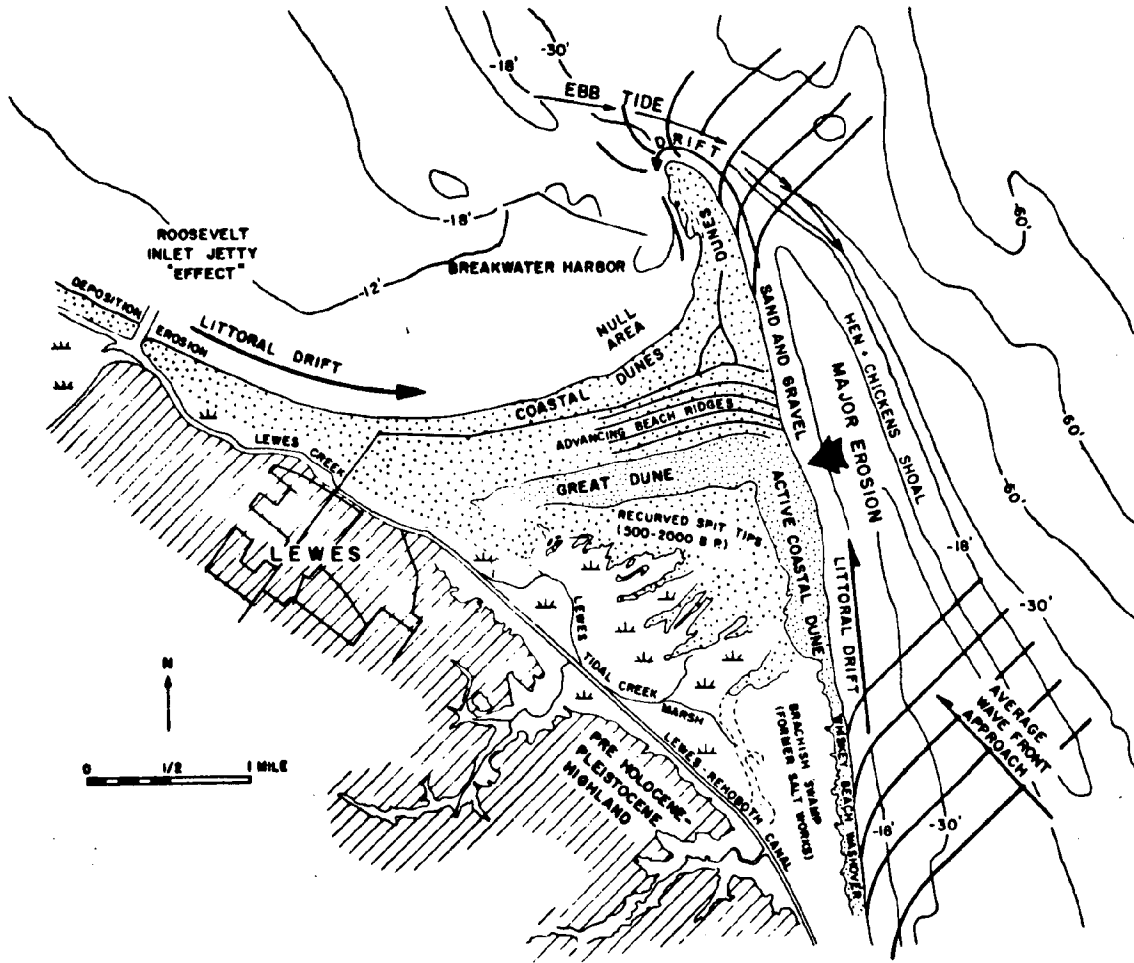 -30'
-18'
EBB TIDE
DRIFT
DUNES
-18'
ROOSEVELT
INLET JETTY
"EFFECT"
BREAKWATER HARBOR
-12'
-60'
DEPOSITION
EROSION
LITTORAL DRIFT
NULL
AREA
COASTAL DUNES
SAND AND GRAVEL
HEN & CHICKENS SHOAL
MAJOR EROSION
-60'
ADVANCING BEACH RIDGES
LEWES
CREEK
GREAT DUNE
ACTIVE COASTAL DUNE
-60'
RECURVED SPIT TIPS
(500-2000 B P.)
LEWES
-18'
-30'
LEWES
TIDAL CREEK
MARSH
LITTORAL DRIFT
N
AVERAGE
WAVE FRONT
APPROACH
0 1/2 1 MILE
PRE HOLOCENE-
PLEISTOCENE
HIGHLAND
LEWES-REHOBOTH CANAL
BRACHISH SWAMP
(FORMER SALT WORKS)
WHISKEY BEACH WASHOVER
-18'
-30'